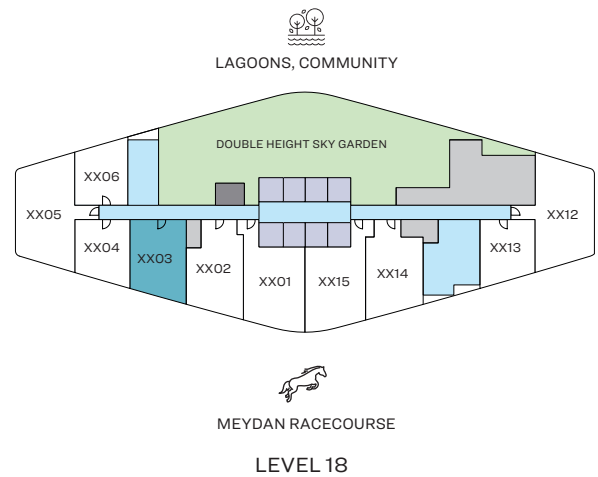 LAGOONS, COMMUNITY
DOUBLE HEIGHT SKY GARDEN
XX06
XX05
XX12
XX04
XX13
XX03
XX02
XX14
XX01
XX15
MEYDAN RACECOURSE
LEVEL 18